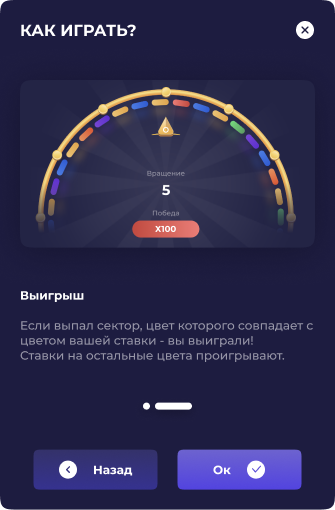 КАК ИГРАТЬ?
Вращение
5
Победа
X100
Выигрыш
Если выпал сектор, цвет которого совпадает с
цветом вашей ставки - вы выиграли!
Ставки на остальные цвета проигрывают.
Назад
Ок